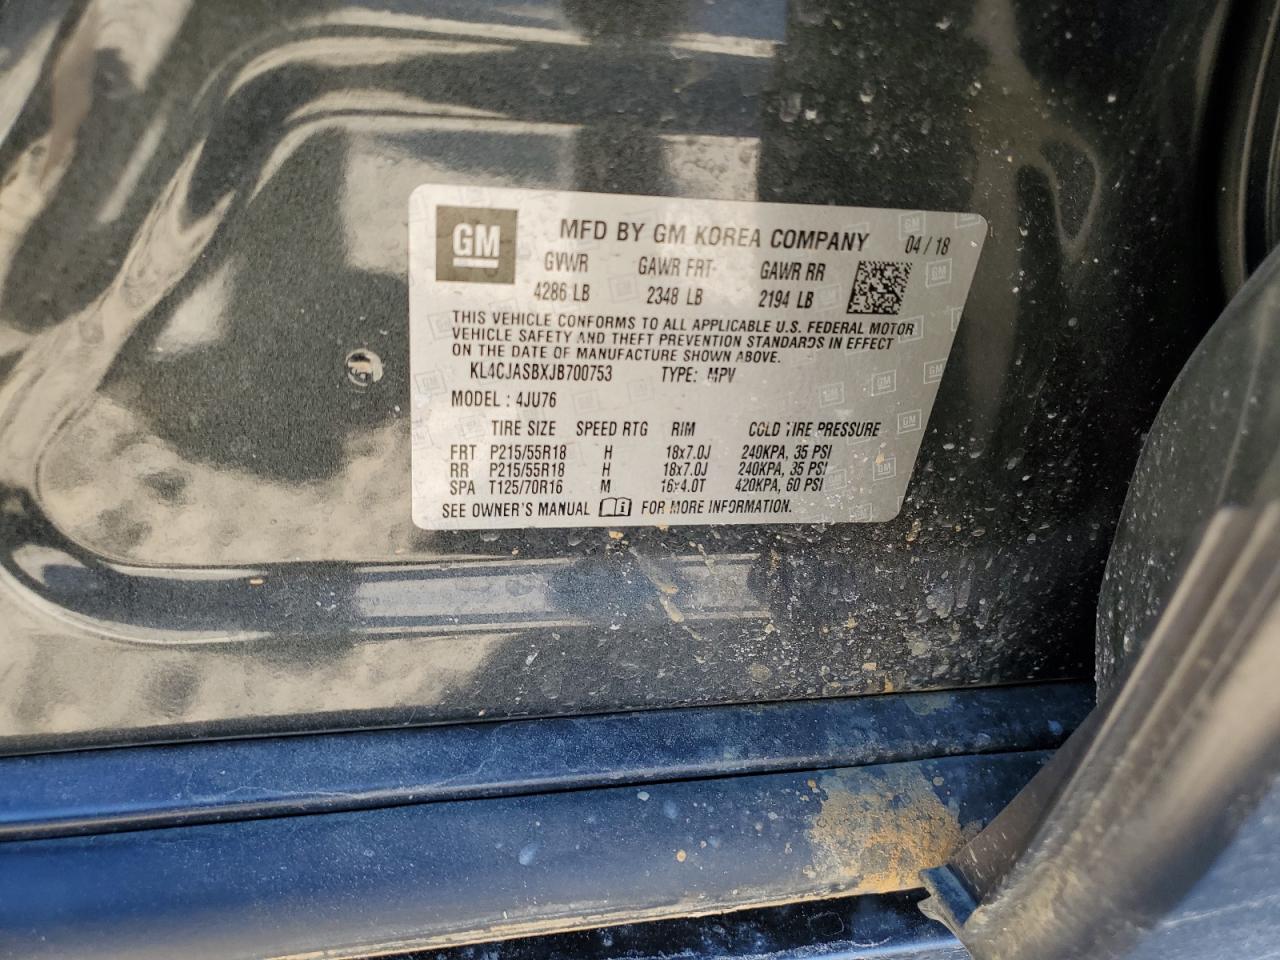 GM
MFD BY GM KOREA COMPANY 04 / 18
GVWR GAWR FRT GAWR RR
4286 LB 2348 LB 2194 LB
THIS VEHICLE CONFORMS TO ALL APPLICABLE U.S. FEDERAL MOTOR
VEHICLE SAFETY AND THEFT PREVENTION STANDARDS IN EFFECT
ON THE DATE OF MANUFACTURE SHOWN ABOVE.
KL4CJASBXJB700753 TYPE: MPV
MODEL : 4JU76
TIRE SIZE SPEED RTG RIM COLD TIRE PRESSURE
FRT P215/55R18 H 18x7.0J 240KPA, 35 PSI
RR P215/55R18 H 18x7.0J 240KPA, 35 PSI
SPA T125/70R16 M 16x4.0T 420KPA, 60 PSI
SEE OWNER'S MANUAL i FOR MORE INFORMATION.